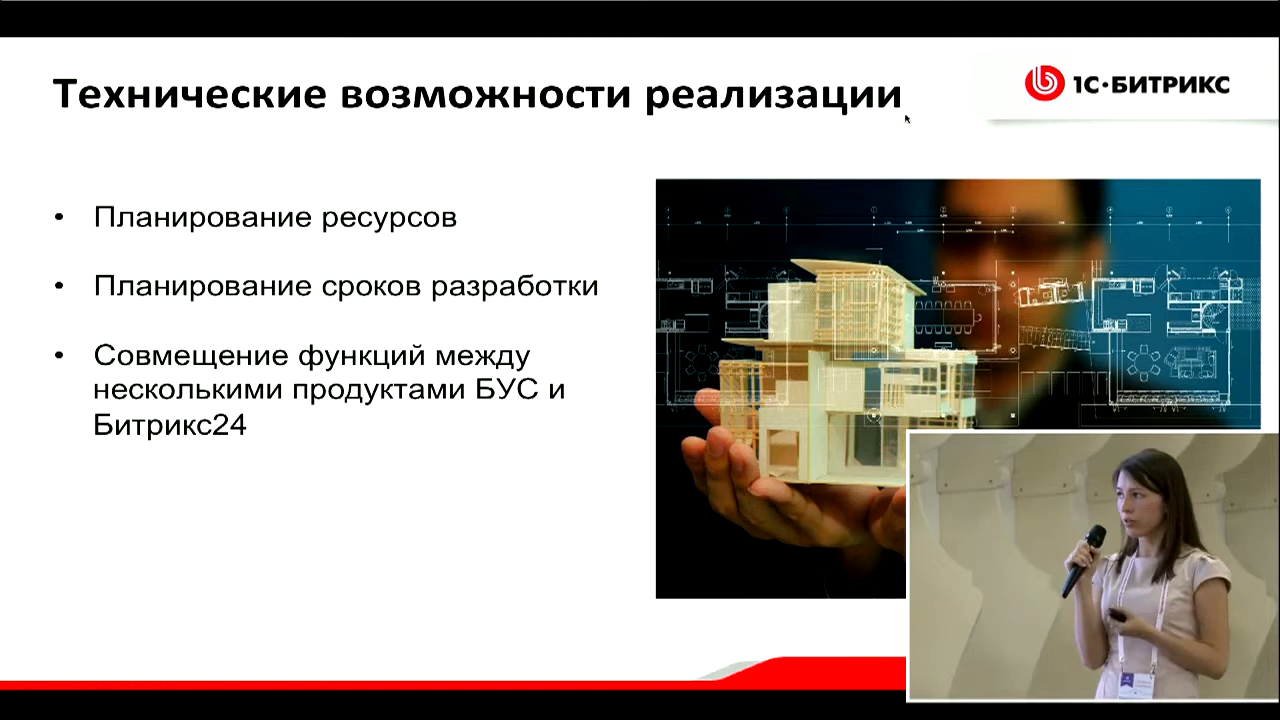 Технические возможности реализации
1С·БИТРИКС
• Планирование ресурсов
• Планирование сроков разработки
• Совмещение функций между
несколькими продуктами БУС и
Битрикс24